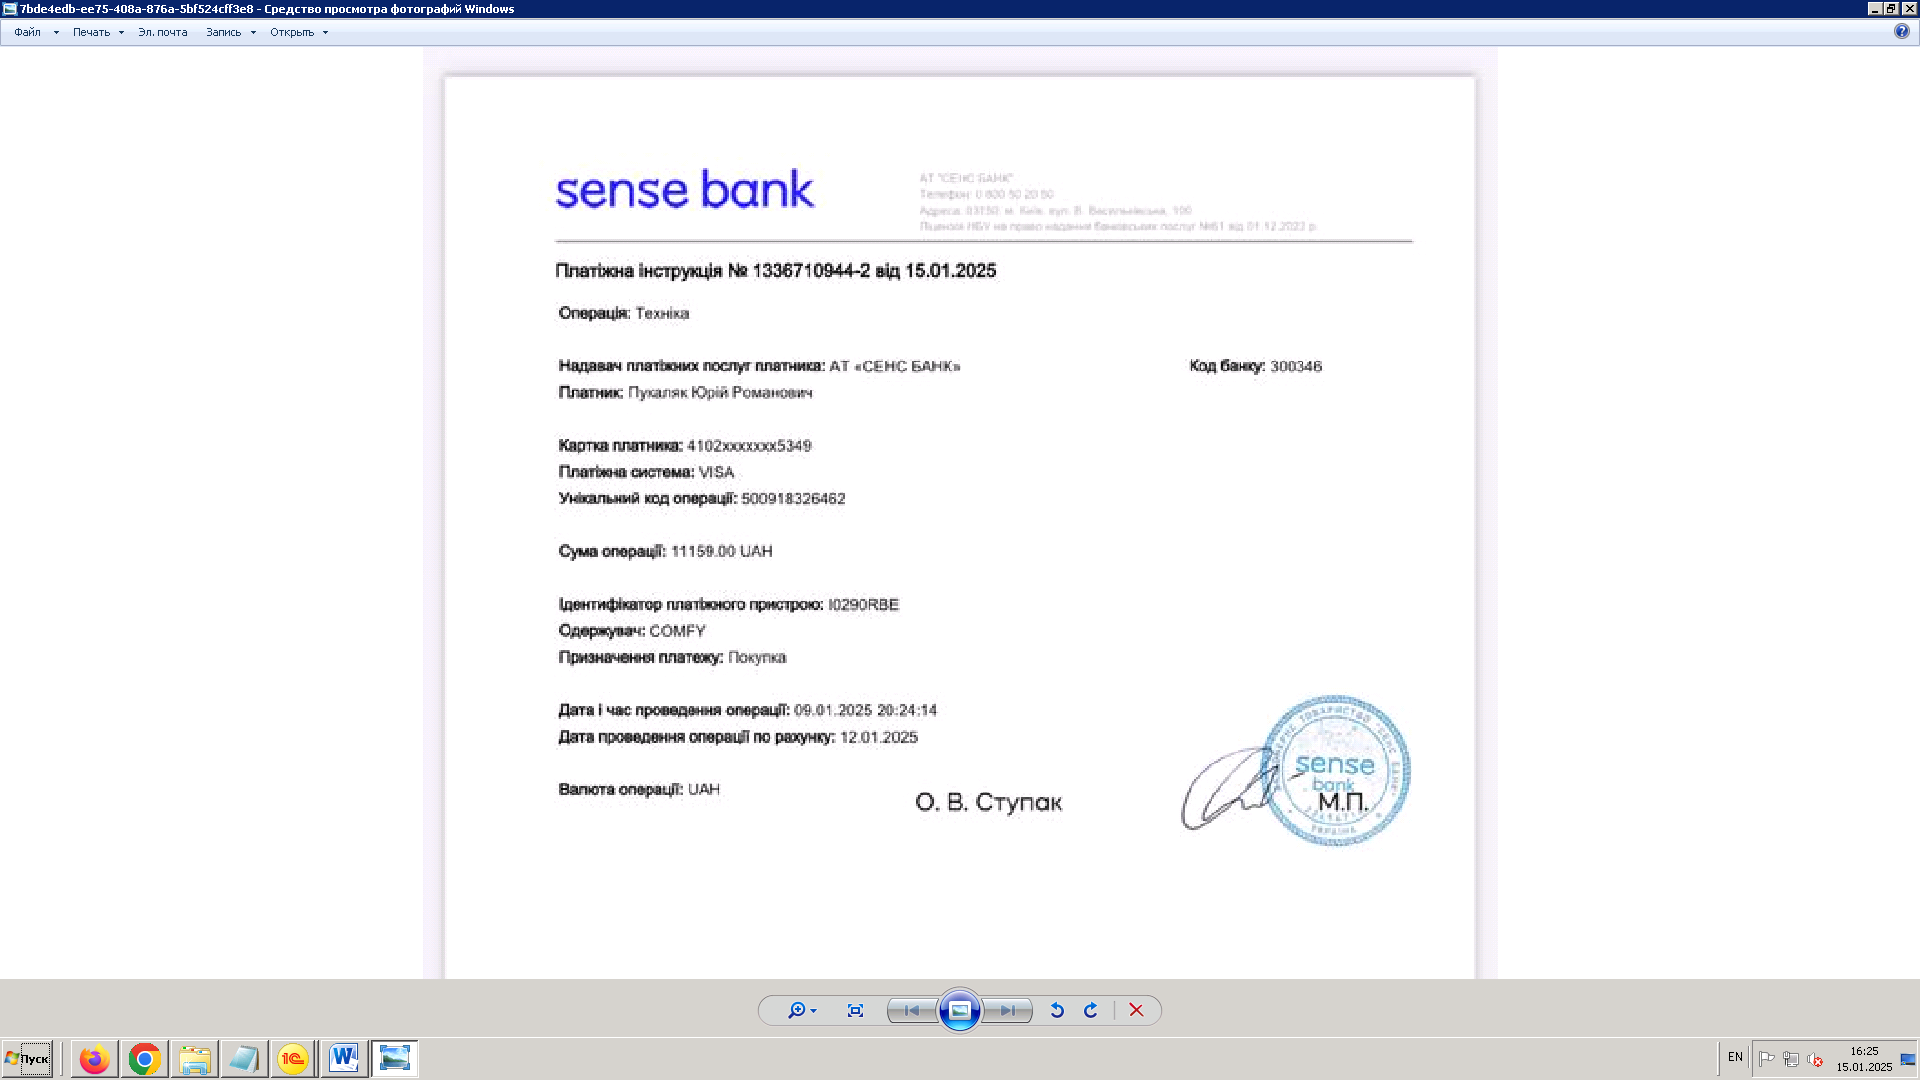 7bde4edb-ee75-408a-876a-5bf524cff3e8 - Средство просмотра фотографий Windows
Файл Печать Эл. почта Запись Открыть
sense bank
АТ "СЕНС БАНК"
Телефон: 0 800 50 20 50
Адреса: 03150, м. Київ, вул. В. Васильківська, 100
Ліцензія НБУ на право надання банківських послуг №61 від 01.12.2022 р.
Платіжна інструкція № 1336710944-2 від 15.01.2025
Операція: Техніка
Надавач платіжних послуг платника: АТ «СЕНС БАНК» Код банку: 300346
Платник: Пукаляк Юрій Романович
Картка платника: 4102xxxxxxxx5349
Платіжна система: VISA
Унікальний код операції: 500918326462
Сума операції: 11159.00 UAH
Ідентифікатор платіжного пристрою: I0290RBE
Одержувач: COMFY
Призначення платежу: Покупка
Дата і час проведення операції: 09.01.2025 20:24:14
Дата проведення операції по рахунку: 12.01.2025
Валюта операції: UAH
О. В. Ступак
ТОВАРИСТВО "СЕНС БАНК"
sense
bank
М.П.
УКРАЇНА
Пуск
EN
16:25
15.01.2025